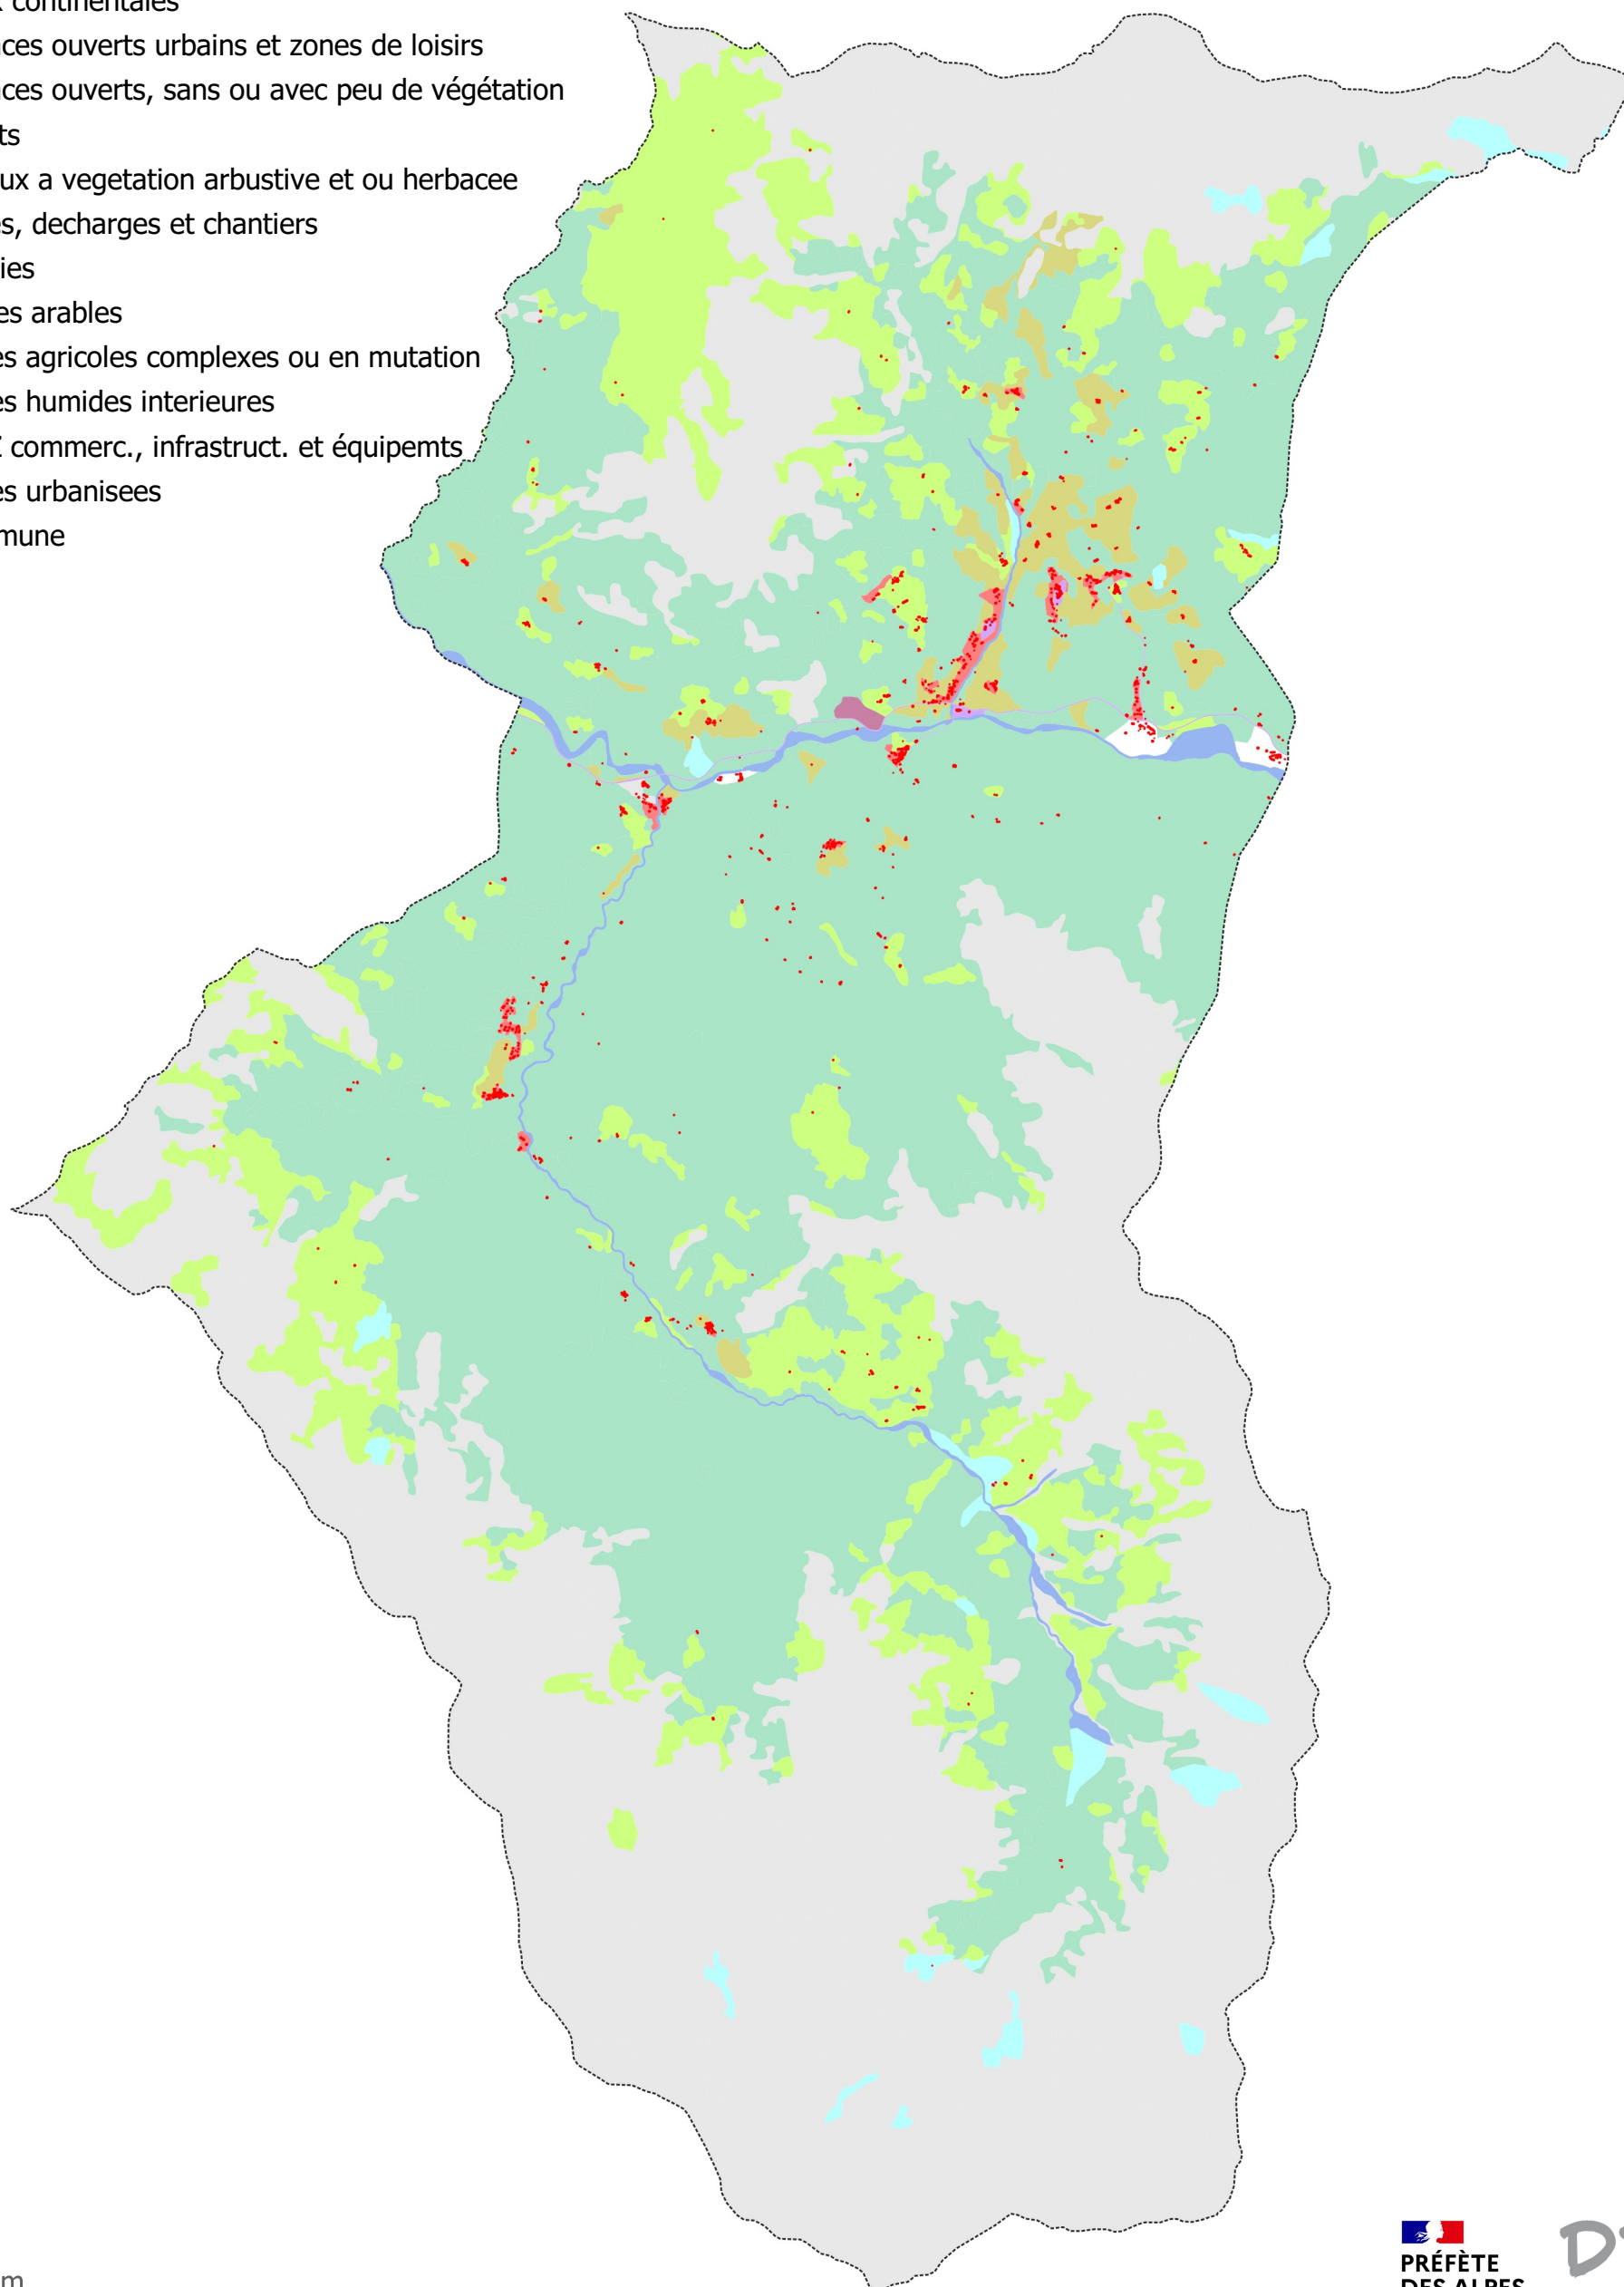 x continentales
ces ouverts urbains et zones de loisirs
ces ouverts, sans ou avec peu de végétation
ts
ux a vegetation arbustive et ou herbacee
s, decharges et chantiers
ies
es arables
es agricoles complexes ou en mutation
es humides interieures
commerc., infrastruct. et équipemts
es urbanisees
mune
m
PRÉFÈTE
DES ALPES
D